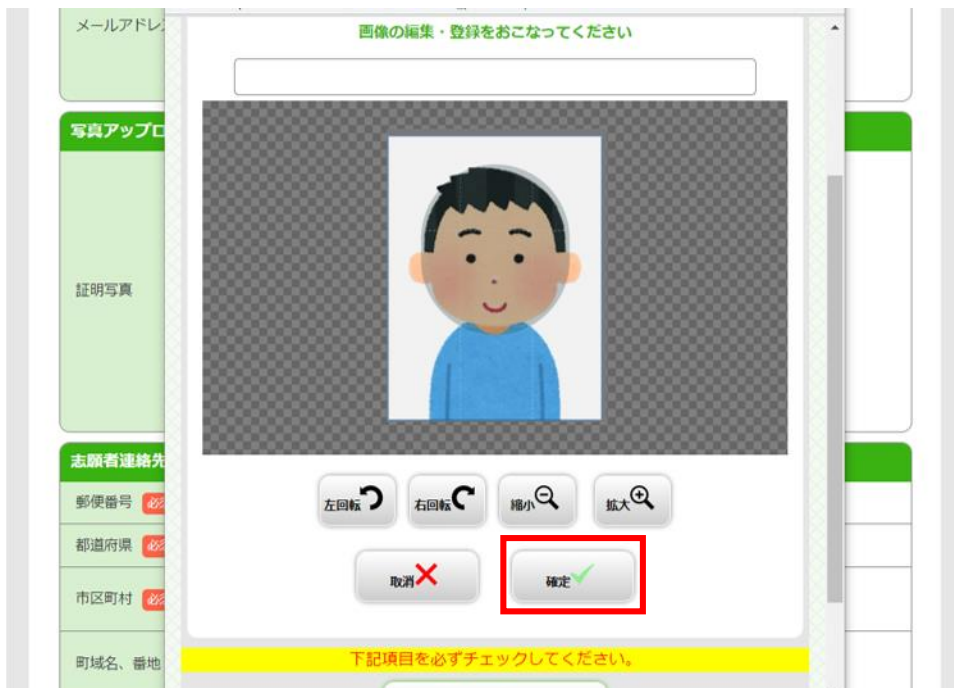 メールアドレ
画像の編集・登録をおこなってください
写真アップロ
証明写真
左回転 右回転 縮小 拡大
取消 確定
志願者連絡先
郵便番号
都道府県
市区町村
町域名、番地
下記項目を必ずチェックしてください。